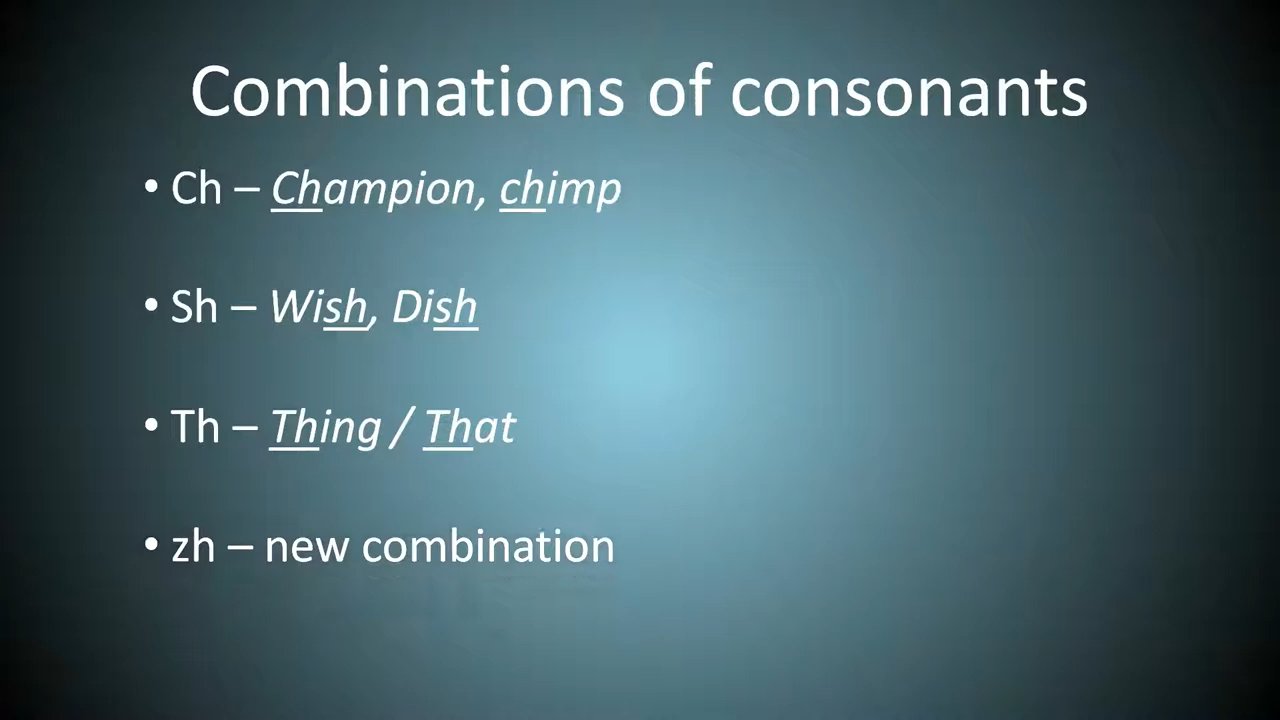 Combinations of consonants
• Ch – Champion, chimp
• Sh – Wish, Dish
• Th – Thing / That
• zh – new combination